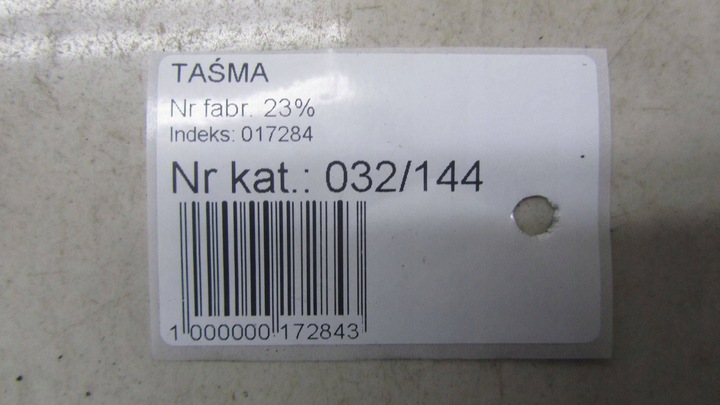 TAŚMA
Nr fabr. 23%
Indeks: 017284
Nr kat.: 032/144
1 000000 172843